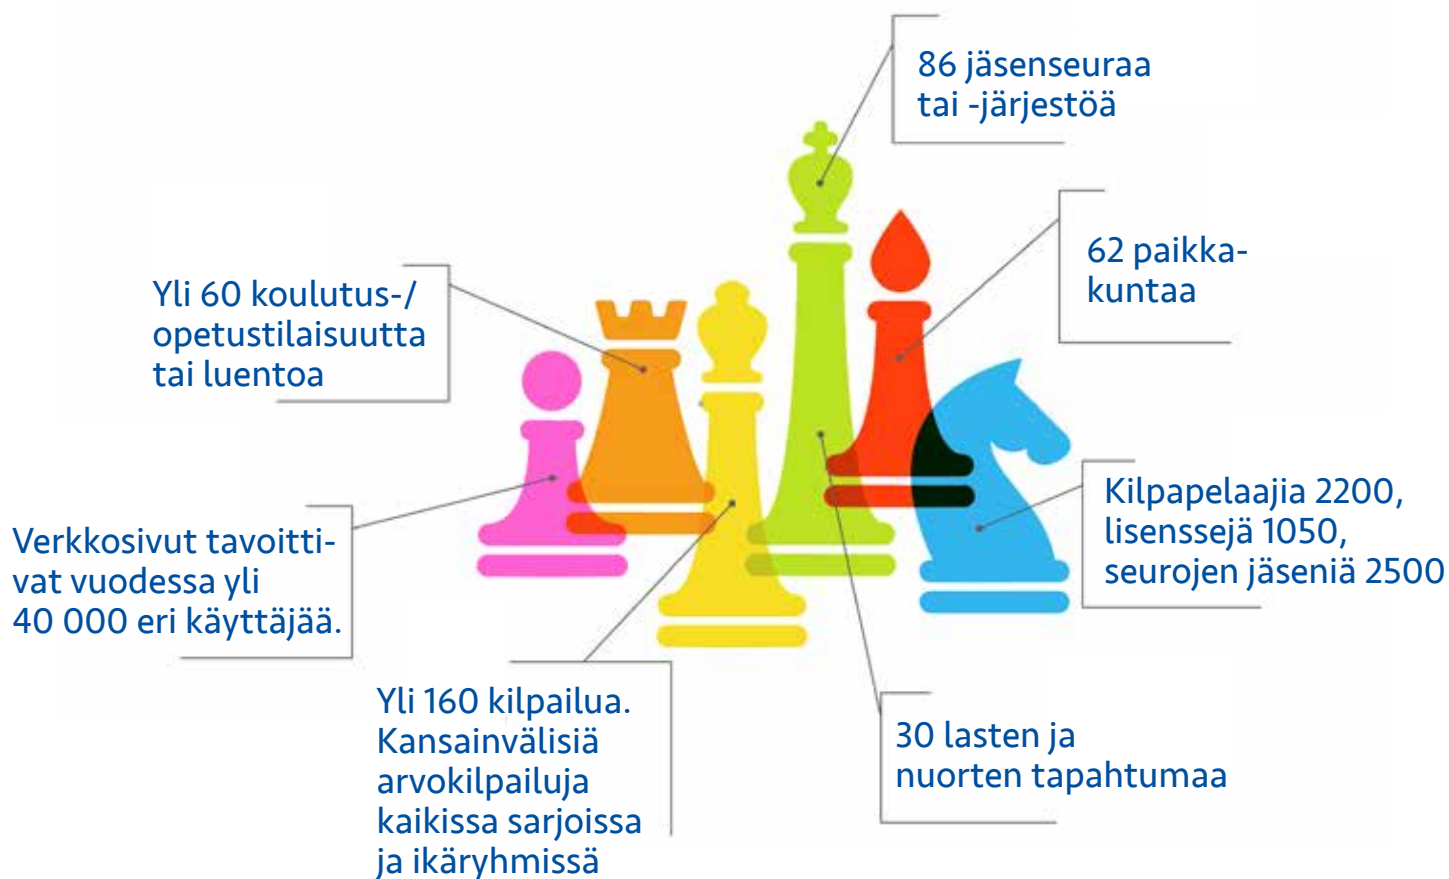 86 jäsenseuraa
tai -järjestöä
62 paikka-
kuntaa
Yli 60 koulutus-/
opetustilaisuutta
tai luentoa
Kilpapelaajia 2200,
lisenssejä 1050,
seurojen jäseniä 2500
Verkkosivut tavoitti-
vat vuodessa yli
40 000 eri käyttäjää.
Yli 160 kilpailua.
Kansainvälisiä
arvokilpailuja
kaikissa sarjoissa
ja ikäryhmissä
30 lasten ja
nuorten tapahtumaa